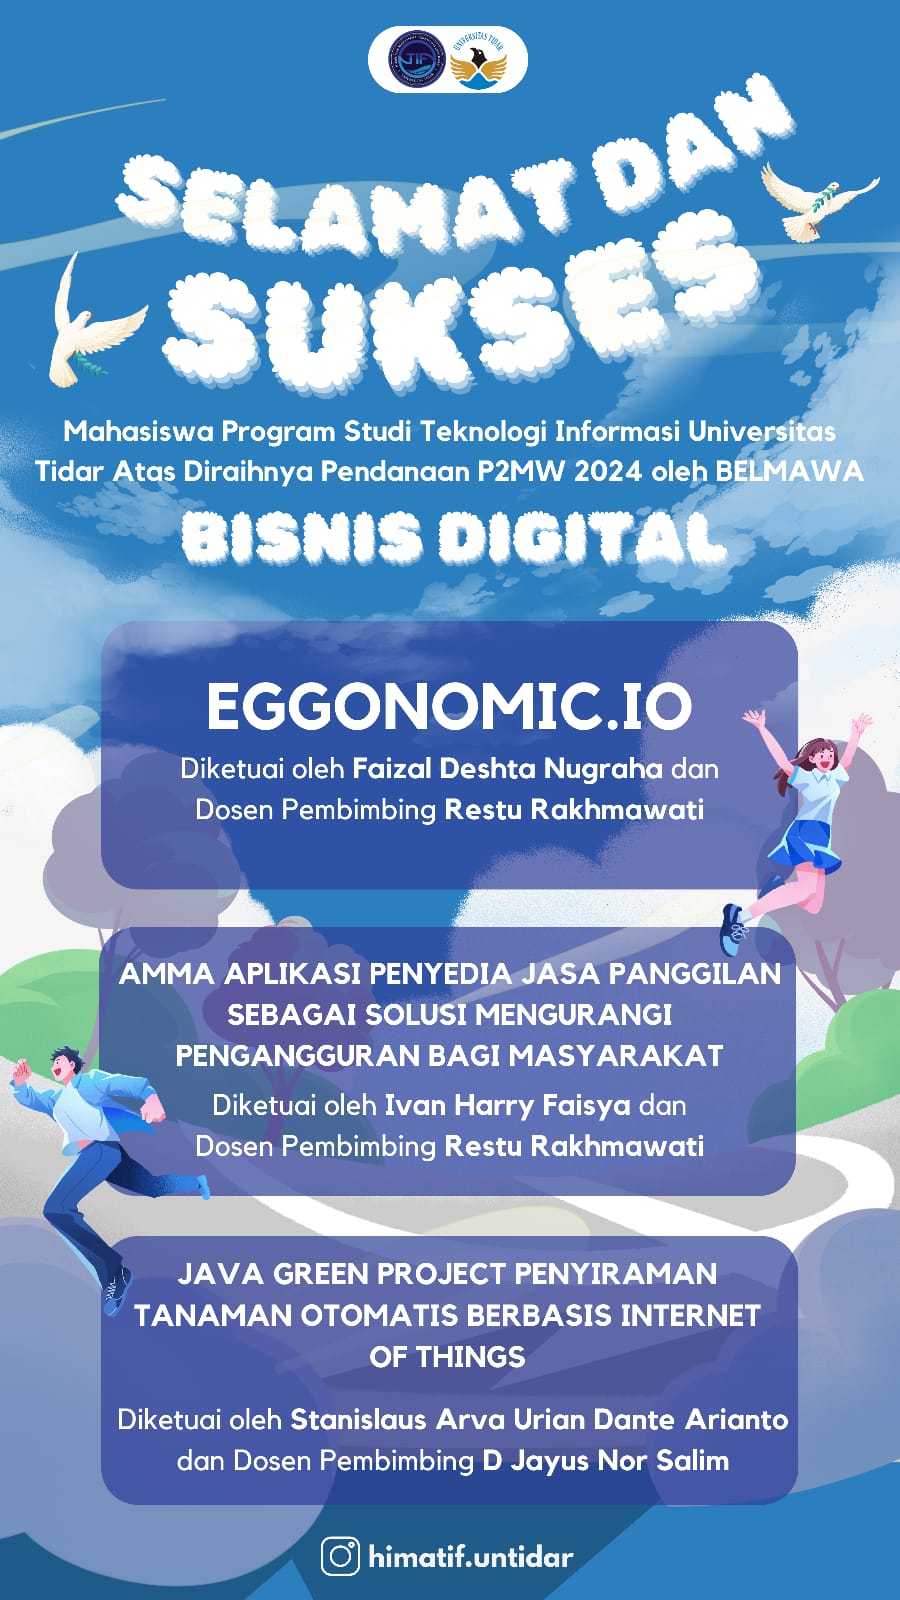 UNIVERSITAS TIDAR
SELAMAT DAN
SUKSES
Mahasiswa Program Studi Teknologi Informasi Universitas
Tidar Atas Diraihnya Pendanaan P2MW 2024 oleh BELMAWA
BISNIS DIGITAL
EGGONOMIC.IO
Diketuai oleh Faizal Deshta Nugraha dan
Dosen Pembimbing Restu Rakhmawati
AMMA APLIKASI PENYEDIA JASA PANGGILAN
SEBAGAI SOLUSI MENGURANGI
PENGANGGURAN BAGI MASYARAKAT
Diketuai oleh Ivan Harry Faisya dan
Dosen Pembimbing Restu Rakhmawati
JAVA GREEN PROJECT PENYIRAMAN
TANAMAN OTOMATIS BERBASIS INTERNET
OF THINGS
Diketuai oleh Stanislaus Arva Urian Dante Arianto
dan Dosen Pembimbing D Jayus Nor Salim
himatif.untidar